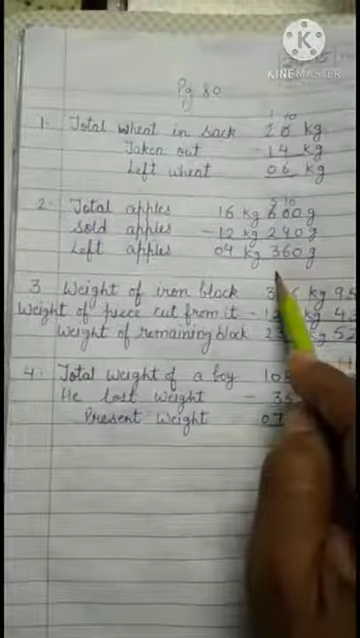 KINEMASTER
Pg 80
1. Total wheat in sack 20 kg
Taken out - 14 kg
Left wheat 06 kg
2. Total apples 16 kg 600 g
Sold apples - 12 kg 240 g
Left apples 04 kg 360 g
3 Weight of iron block kg
Weight of piece cut from it - kg
Weight of remaining block kg
4. Total weight of a boy
He lost weight -
Present weight